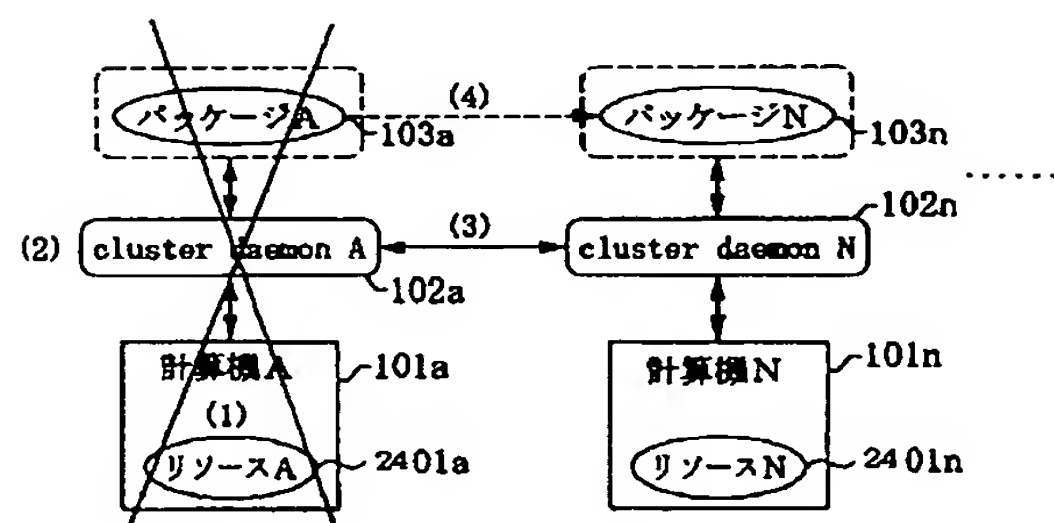 パッケージA
103a
(4)
パッケージN
103n
(2)
cluster daemon A
102a
(3)
cluster daemon N
102n
計算機A
101a
(1)
リソースA
2401a
計算機N
101n
リソースN
2401n